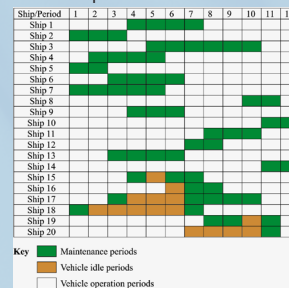 Ship/Period 1 2 3 4 5 6 7 8 9 10 11
Ship 1
Ship 2
Ship 3
Ship 4
Ship 5
Ship 6
Ship 7
Ship 8
Ship 9
Ship 10
Ship 11
Ship 12
Ship 13
Ship 14
Ship 15
Ship 16
Ship 17
Ship 18
Ship 19
Ship 20
Key Maintenance periods
Vehicle idle periods
Vehicle operation periods